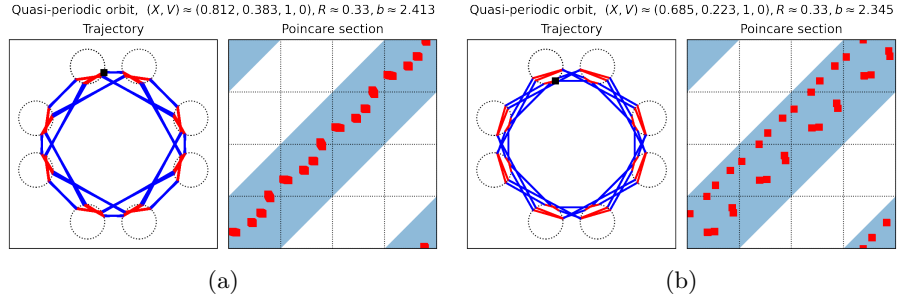 Quasi-periodic orbit, (X, V) ≈ (0.812, 0.383, 1, 0), R ≈ 0.33, b ≈ 2.413
Trajectory Poincare section
(a)
Quasi-periodic orbit, (X, V) ≈ (0.685, 0.223, 1, 0), R ≈ 0.33, b ≈ 2.345
Trajectory Poincare section
(b)